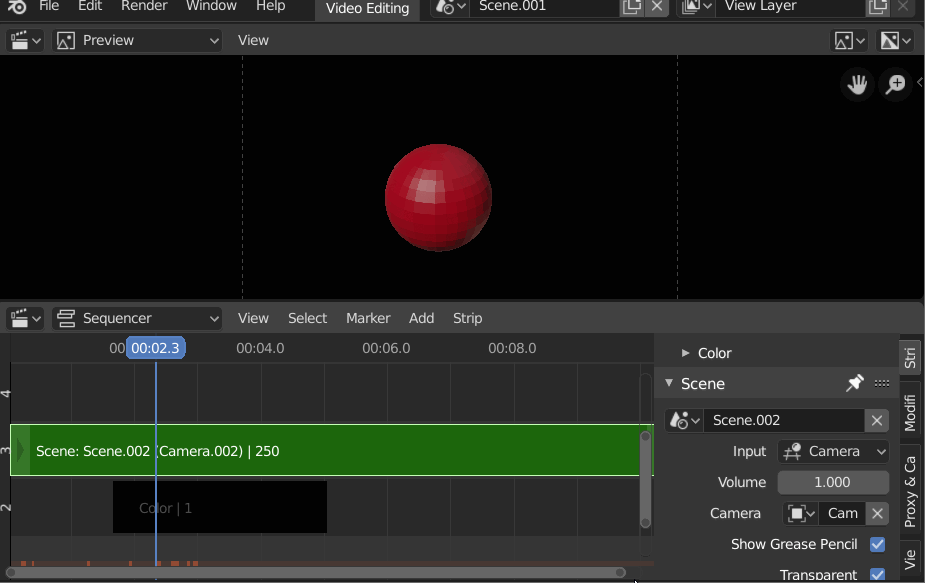 File Edit Render Window Help Video Editing Scene.001 View Layer
Preview View
Sequencer View Select Marker Add Strip
00 00:02.3 00:04.0 00:06.0 00:08.0
Color
Stri
Scene
4
Scene.002
Modifi
3 Scene: Scene.002 (Camera.002) | 250
Input Camera
Volume 1.000
Proxy & Ca
2 Color | 1
Camera Cam
Show Grease Pencil
Vie
Transparent